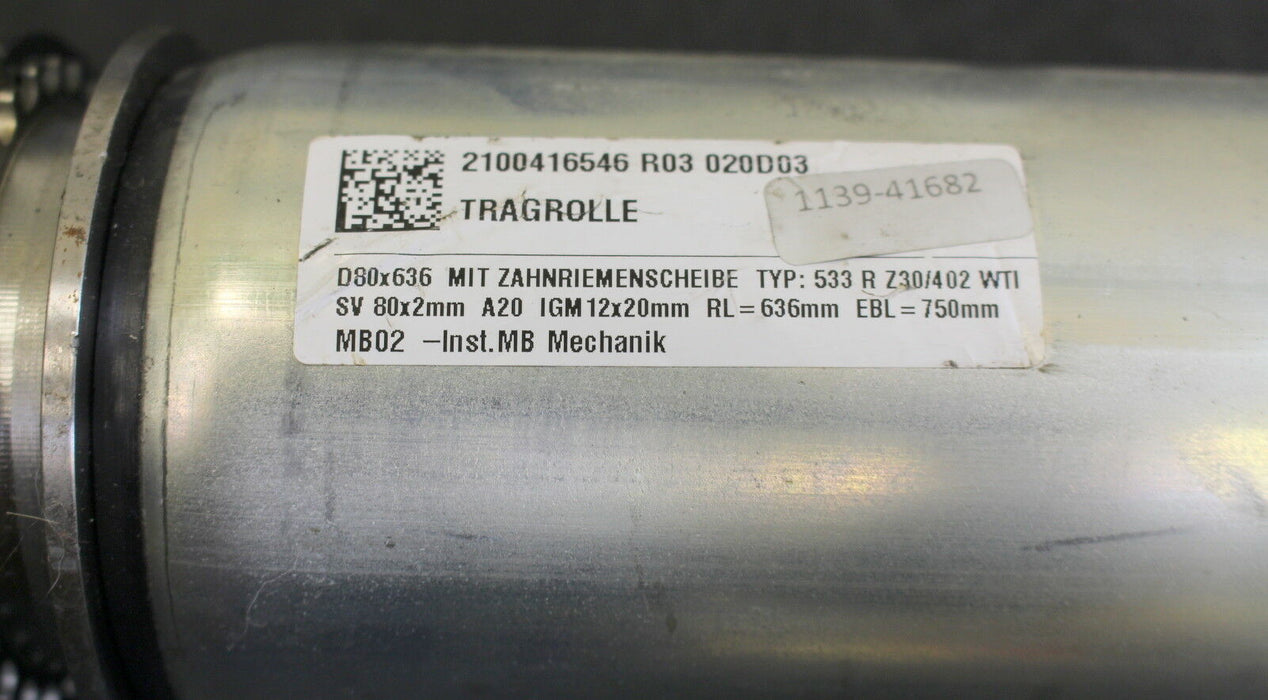 2100416546 R03 020D03
1139-41682
TRAGROLLE
D80x636 MIT ZAHNRIEMENSCHEIBE TYP: 533 R Z30/402 WTI
SV 80x2mm A20 IGM12x20mm RL=636mm EBL=750mm
MB02 –Inst.MB Mechanik